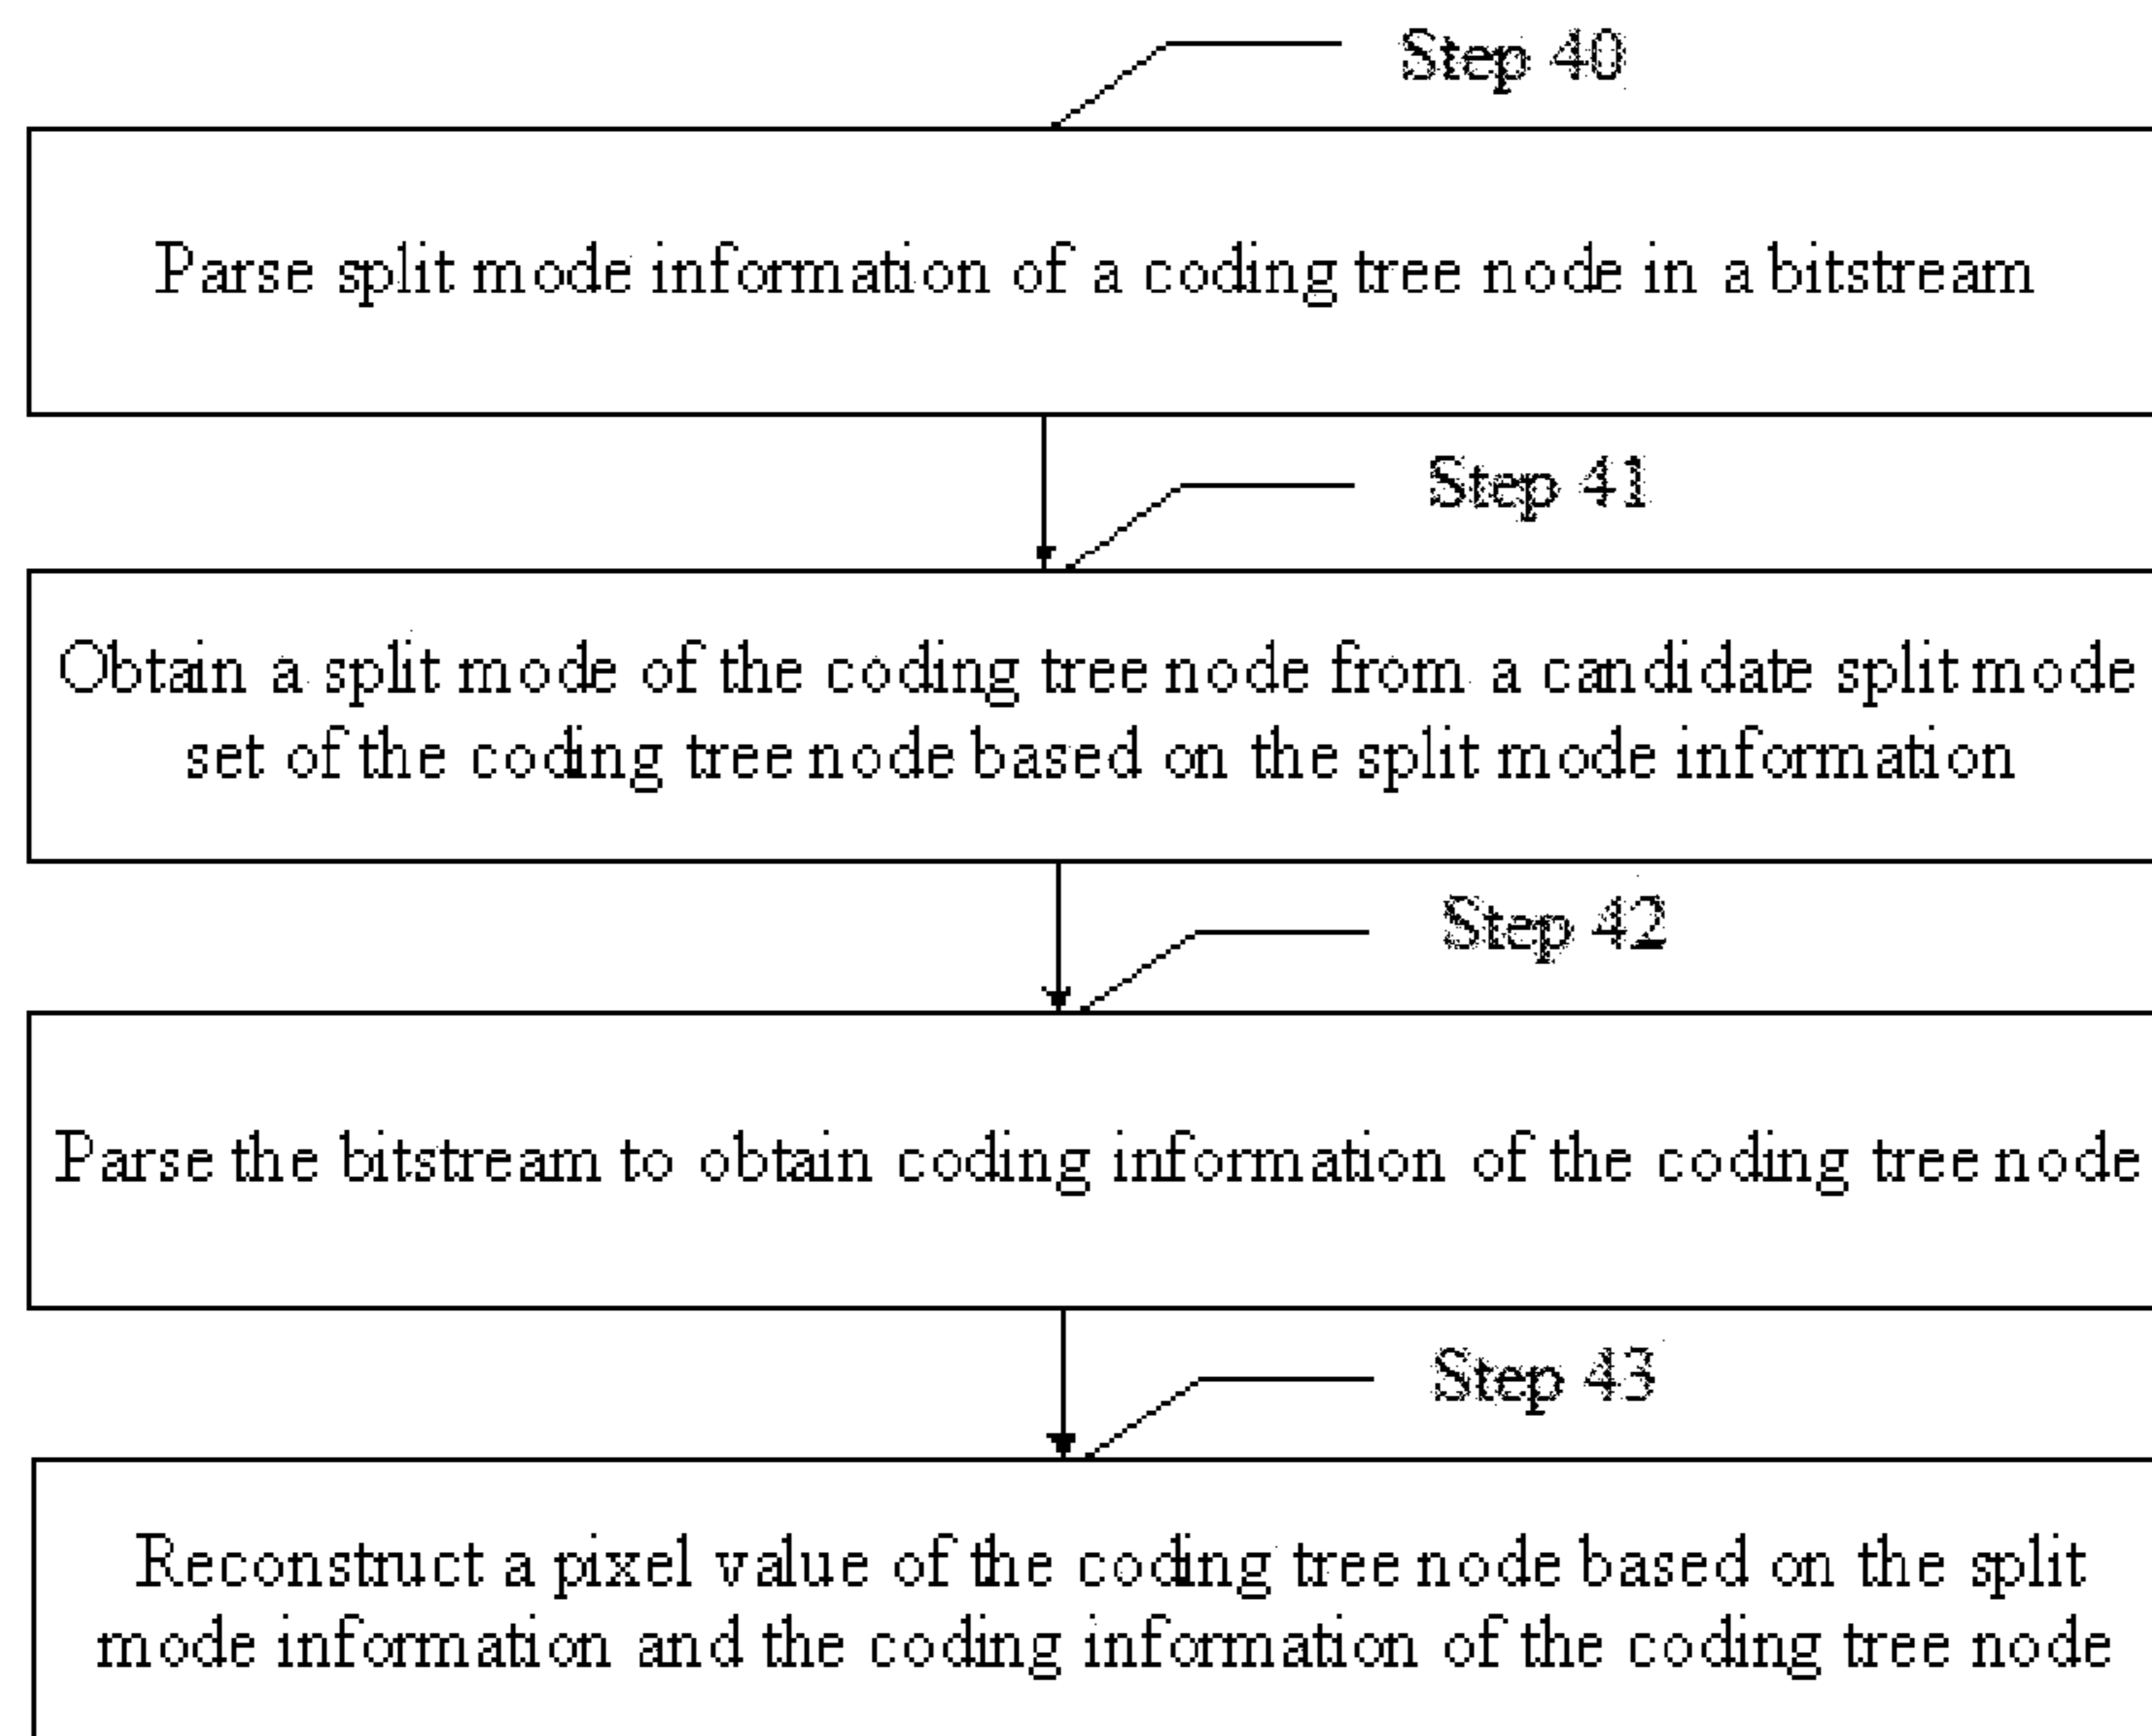 Step 40
Parse split mode information of a coding tree node in a bitstream
Step 41
Obtain a split mode of the coding tree node from a candidate split mode
set of the coding tree node based on the split mode information
Step 42
Parse the bitstream to obtain coding information of the coding tree node
Step 43
Reconstruct a pixel value of the coding tree node based on the split
mode information and the coding information of the coding tree node